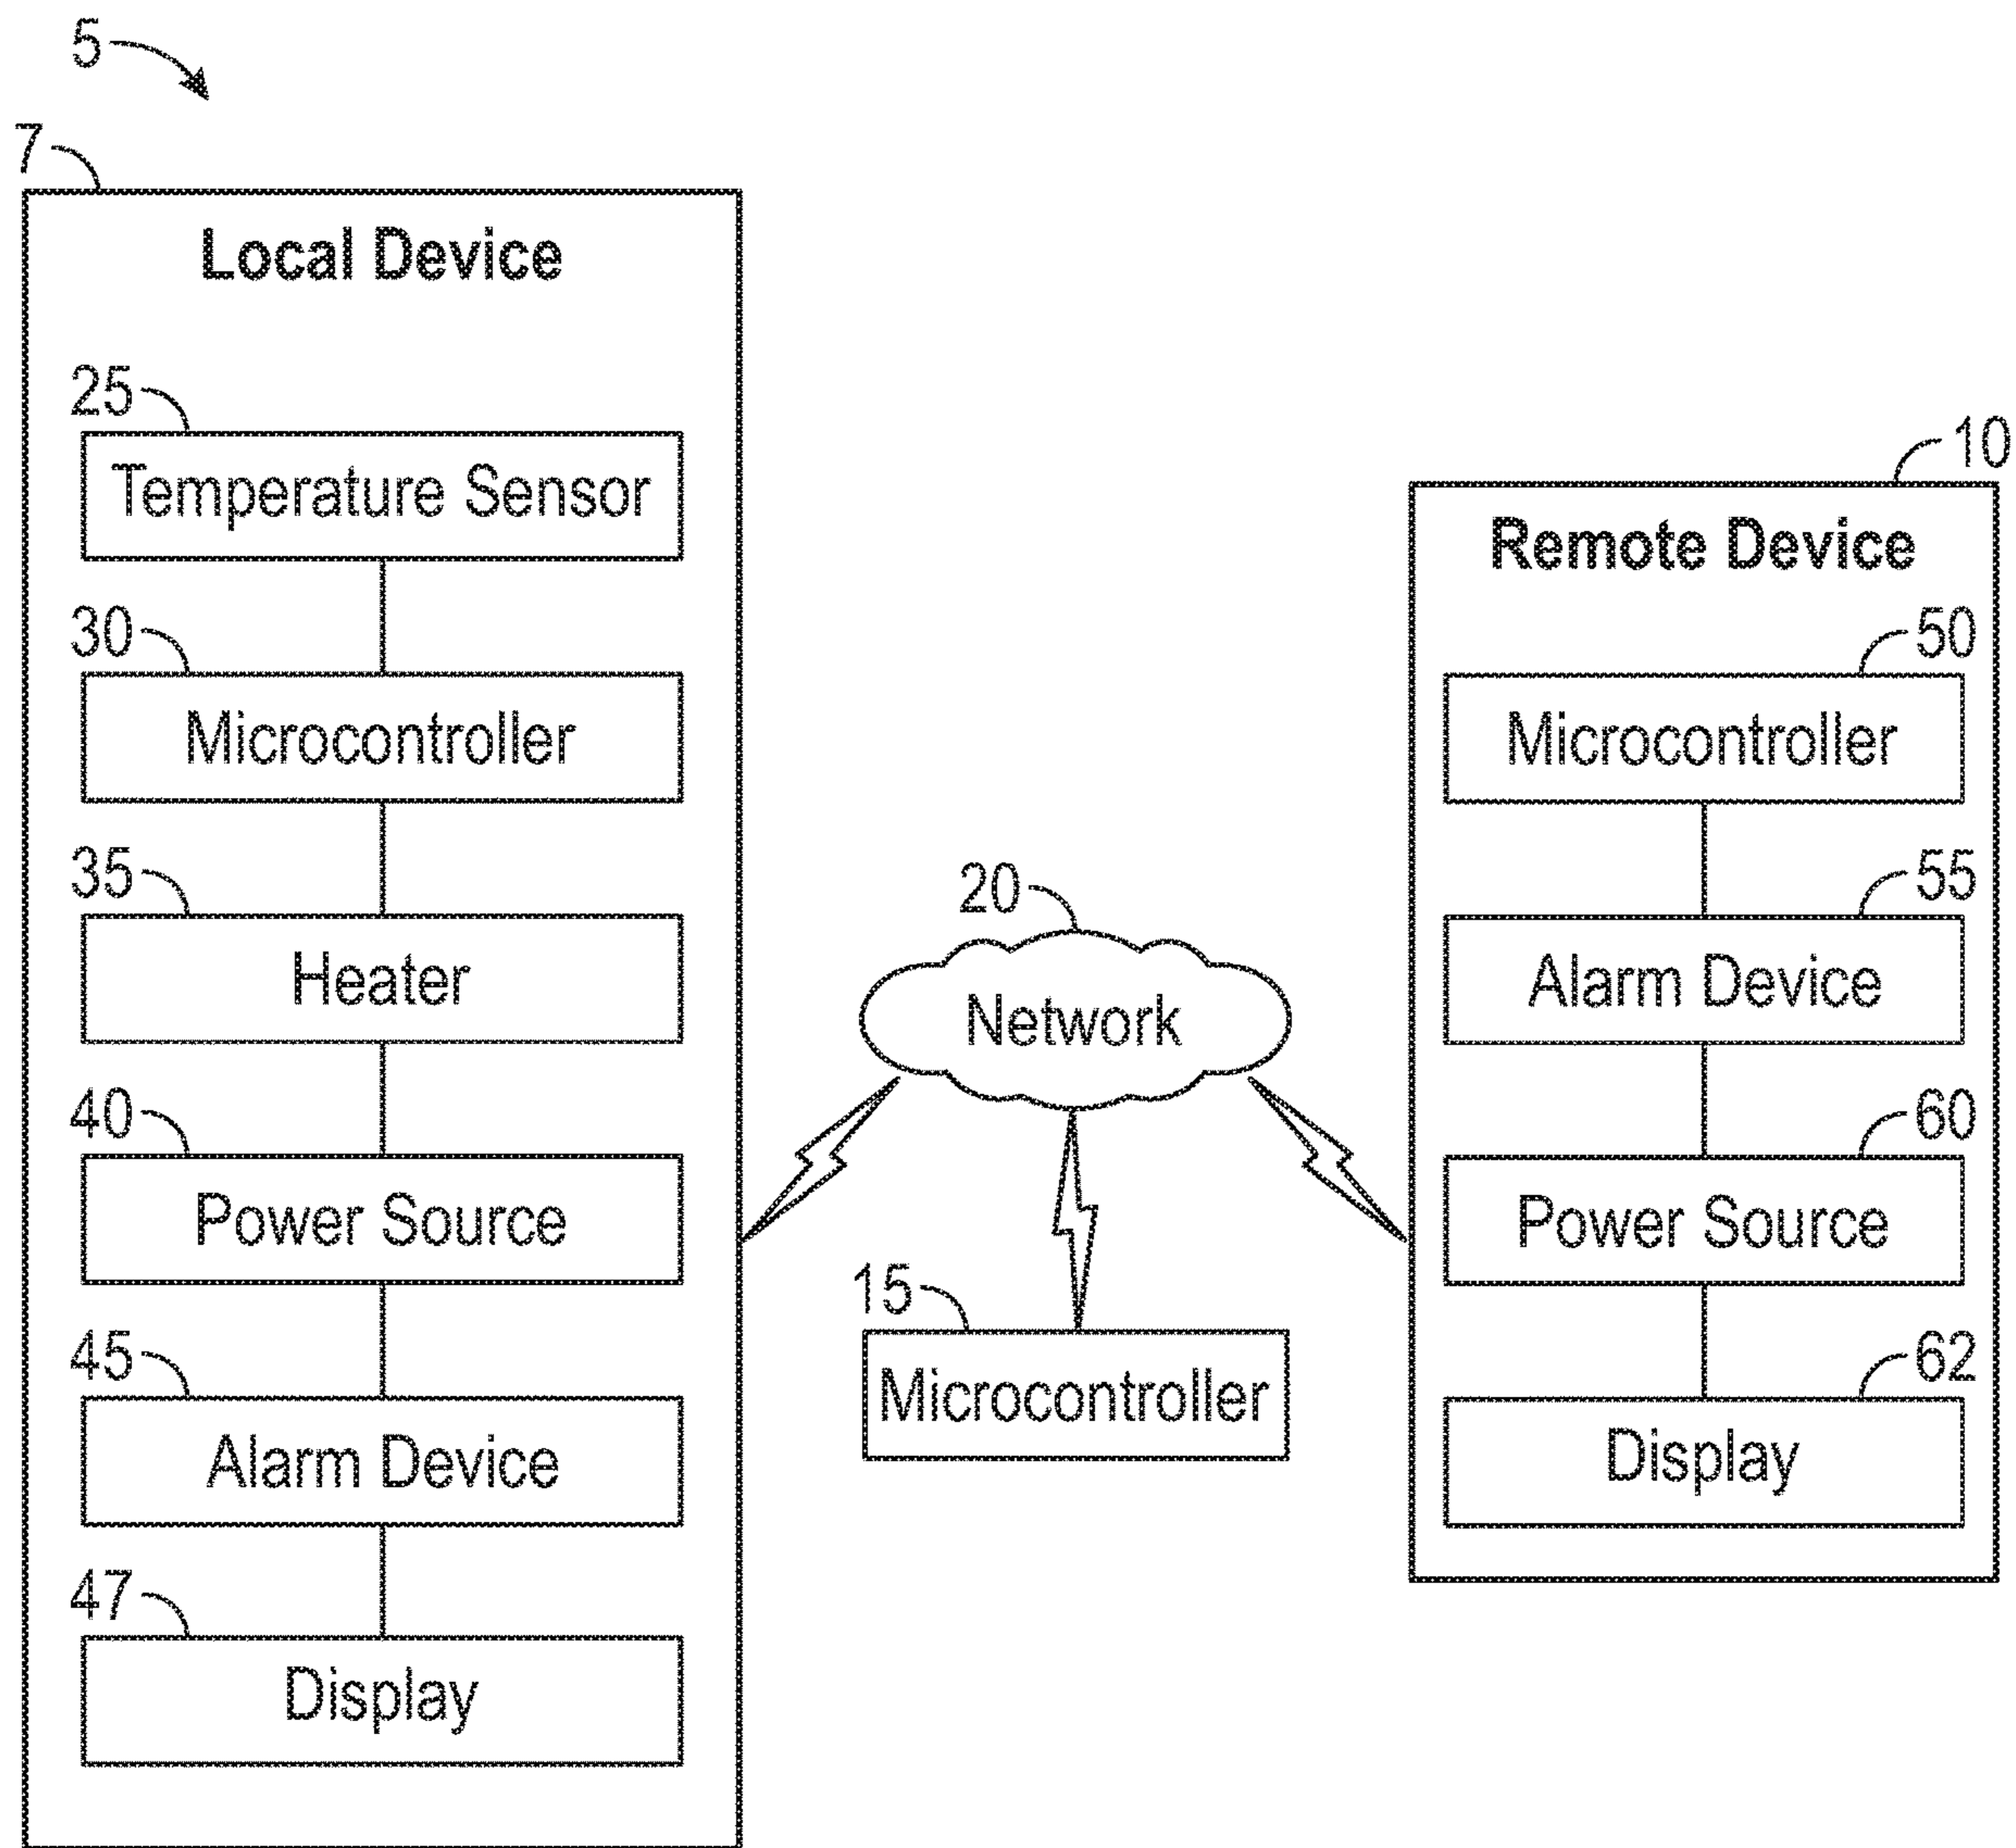 5
7
Local Device
25
Temperature Sensor
30
Microcontroller
35
Heater
40
Power Source
45
Alarm Device
47
Display
20
Network
15
Microcontroller
10
Remote Device
50
Microcontroller
55
Alarm Device
60
Power Source
62
Display